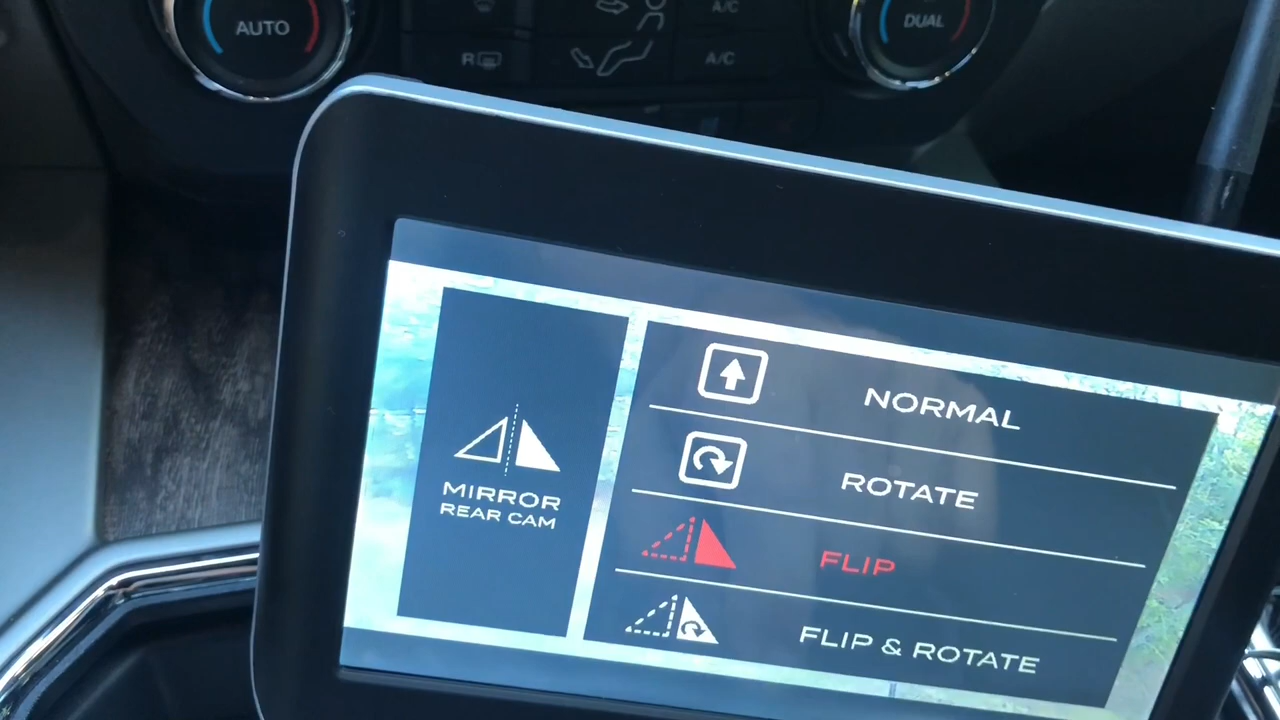 AUTO
A/C
DUAL
R
A/C
MIRROR
REAR CAM
NORMAL
ROTATE
FLIP
FLIP & ROTATE